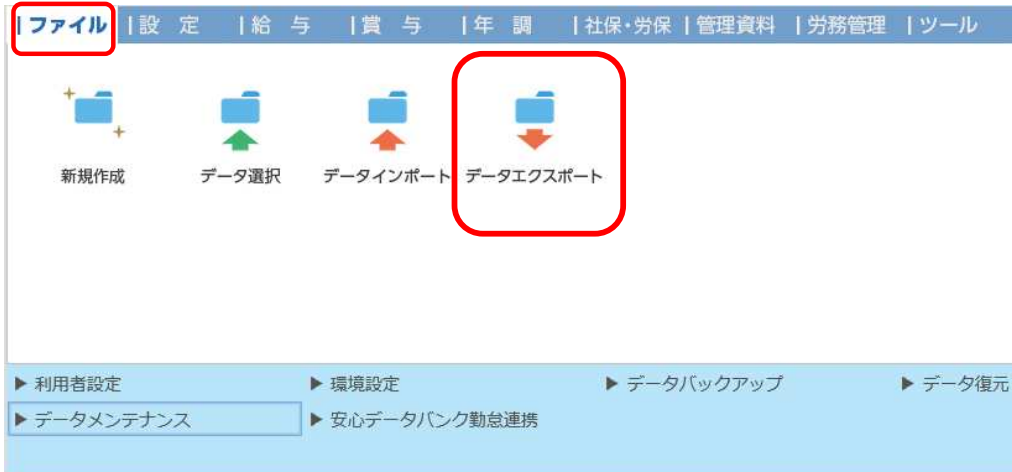 |ファイル |設 定 |給 与 |賞 与 |年 調 |社保・労保 |管理資料 |労務管理 |ツール
新規作成 データ選択 データインポート データエクスポート
▶ 利用者設定 ▶ 環境設定 ▶ データバックアップ ▶ データ復元
▶ データメンテナンス ▶ 安心データバンク勤怠連携